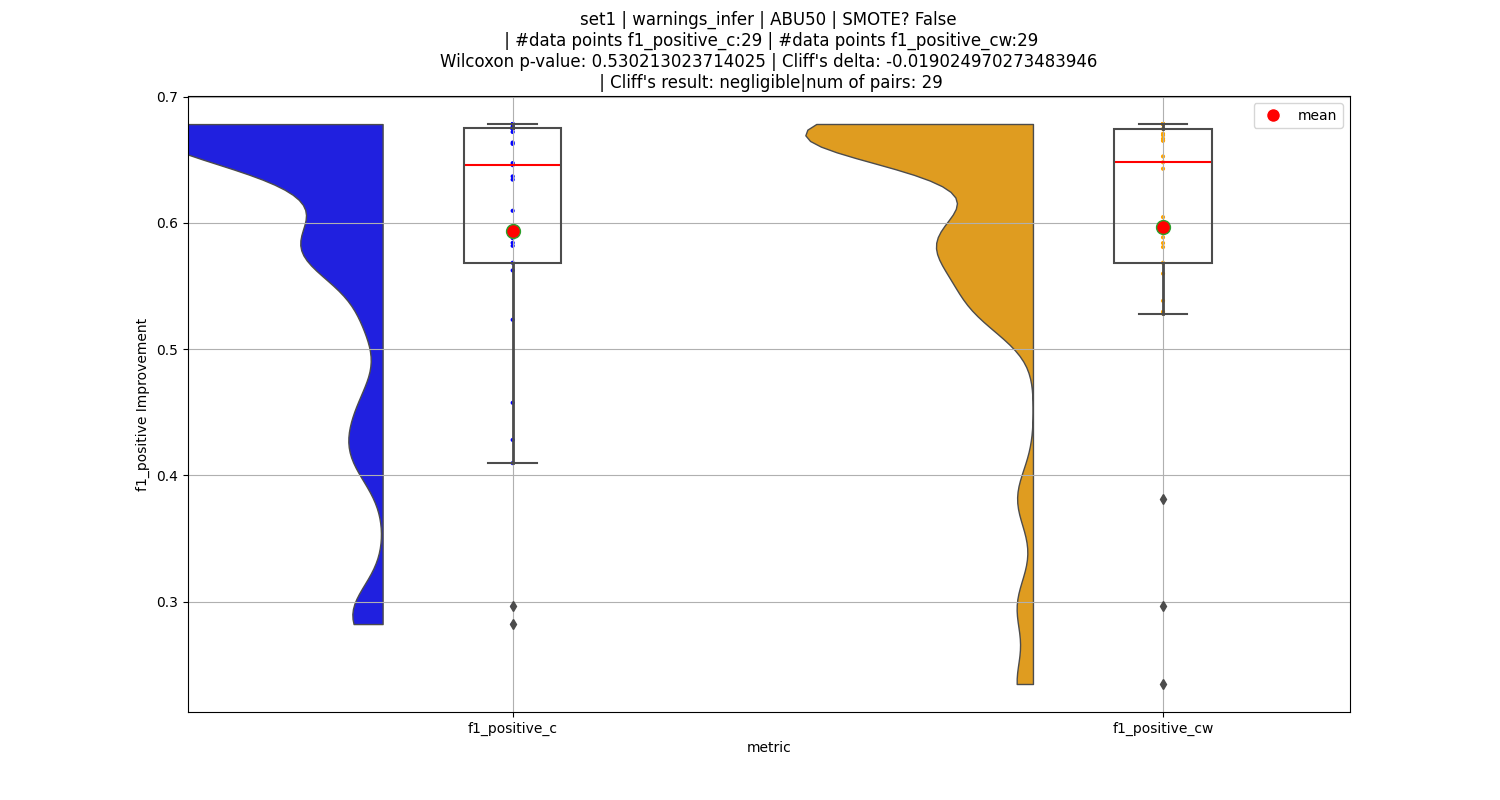 set1 | warnings_infer | ABU50 | SMOTE? False
| #data points f1_positive_c:29 | #data points f1_positive_cw:29
Wilcoxon p-value: 0.530213023714025 | Cliff's delta: -0.019024970273483946
| Cliff's result: negligible|num of pairs: 29
mean
0.7
0.6
0.5
0.4
0.3
f1_positive Improvement
f1_positive_c
f1_positive_cw
metric